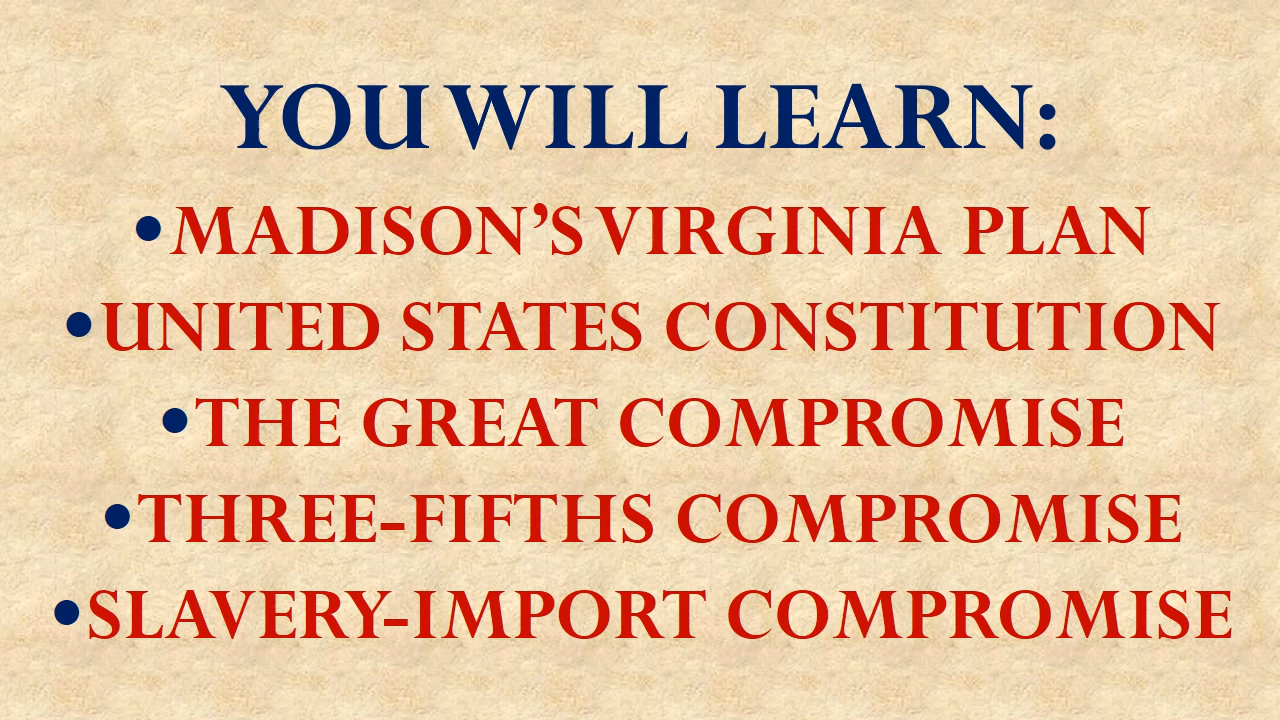 YOU WILL LEARN:
•MADISON’S VIRGINIA PLAN
•UNITED STATES CONSTITUTION
•THE GREAT COMPROMISE
•THREE-FIFTHS COMPROMISE
•SLAVERY-IMPORT COMPROMISE